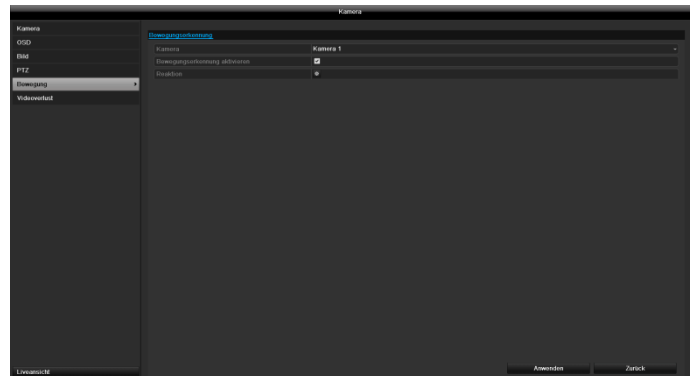 Kamera
Kamera
OSD
Bild
PTZ
Bewegung
Videoverlust
Liveansicht
Bewegungserkennung
Kamera Kamera 1
Bewegungserkennung aktivieren
Reaktion
Anwenden Zurück